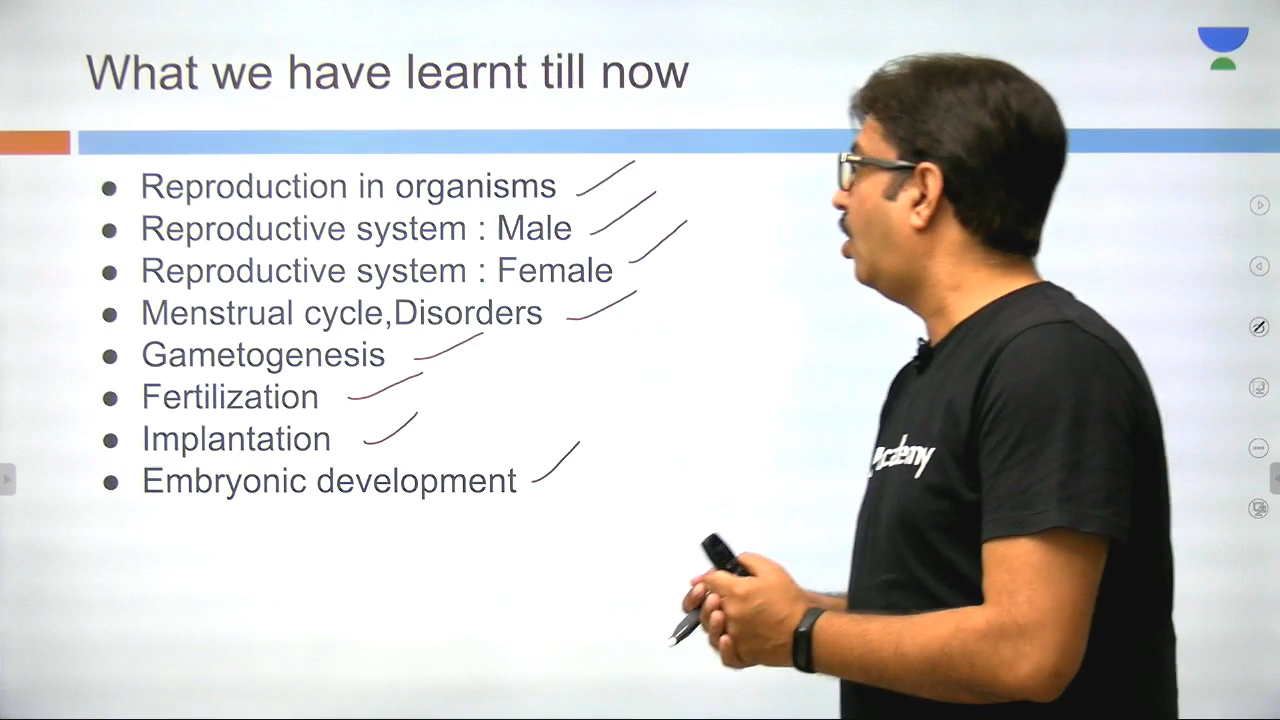 What we have learnt till now
● Reproduction in organisms
● Reproductive system : Male
● Reproductive system : Female
● Menstrual cycle,Disorders
● Gametogenesis
● Fertilization
● Implantation
● Embryonic development